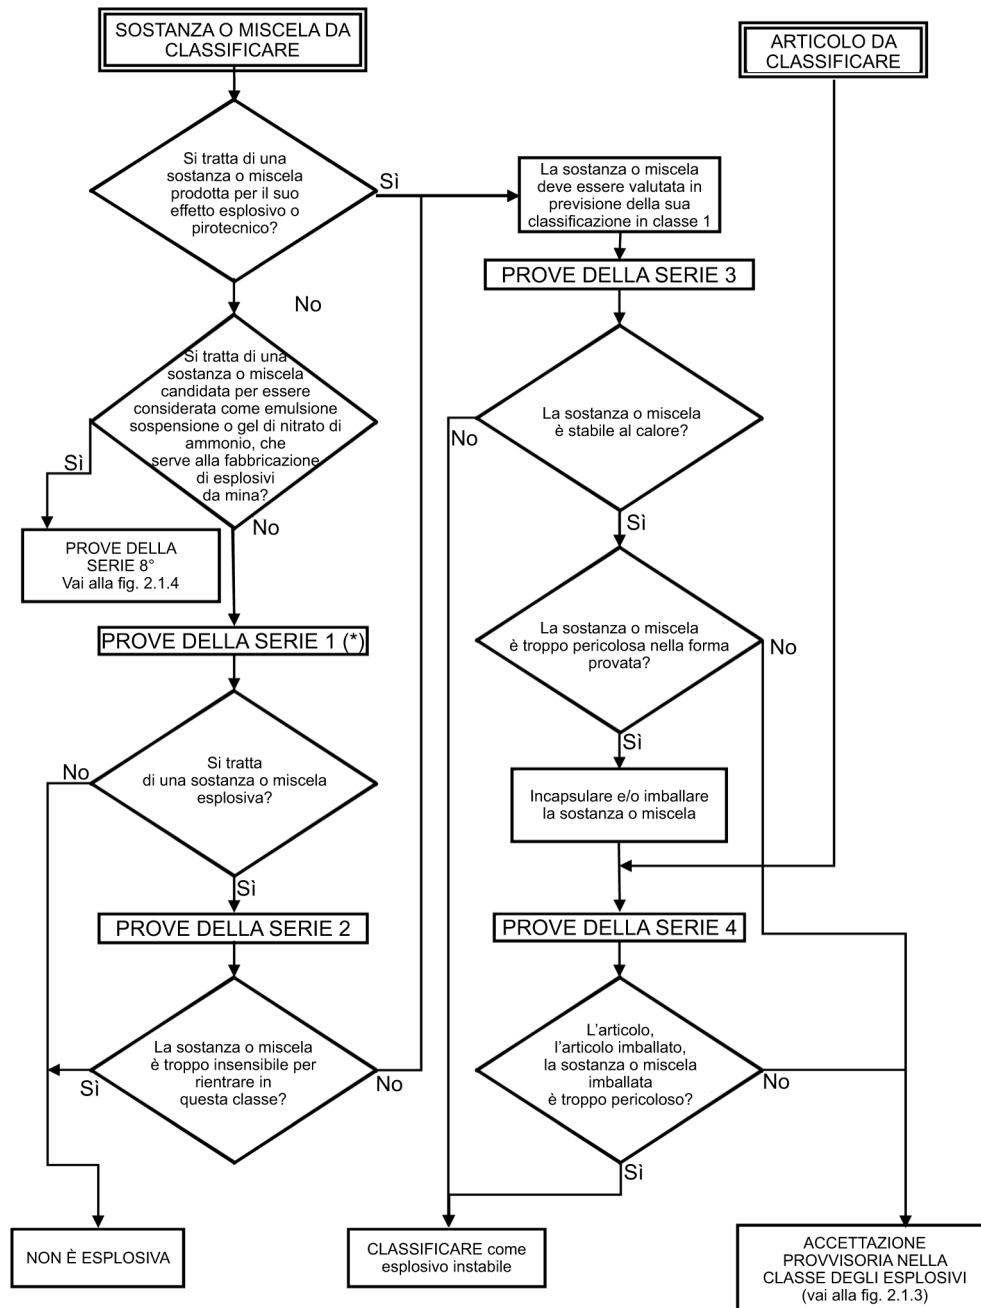 SOSTANZA O MISCELA DA
CLASSIFICARE
ARTICOLO DA
CLASSIFICARE
Si tratta di una
sostanza o miscela
prodotta per il suo
effetto esplosivo o
pirotecnico?
Sì
La sostanza o miscela
deve essere valutata in
previsione della sua
classificazione in classe 1
PROVE DELLA SERIE 3
No
Si tratta di una
sostanza o miscela
candidata per essere
considerata come emulsione
sospensione o gel di nitrato di
ammonio, che
serve alla fabbricazione
di esplosivi
da mina?
Sì
No
PROVE DELLA
SERIE 8°
Vai alla fig. 2.1.4
La sostanza o miscela
è stabile al calore?
No
Sì
PROVE DELLA SERIE 1 (*)
La sostanza o miscela
è troppo pericolosa nella forma
provata?
No
Sì
Si tratta
di una sostanza o miscela
esplosiva?
No
Sì
Incapsulare e/o imballare
la sostanza o miscela
PROVE DELLA SERIE 2
PROVE DELLA SERIE 4
La sostanza o miscela
è troppo insensibile per
rientrare in
questa classe?
Sì
No
L'articolo,
l'articolo imballato,
la sostanza o miscela
imballata
è troppo pericoloso?
No
Sì
NON È ESPLOSIVA
CLASSIFICARE come
esplosivo instabile
ACCETTAZIONE
PROVVISORIA NELLA
CLASSE DEGLI ESPLOSIVI
(vai alla fig. 2.1.3)